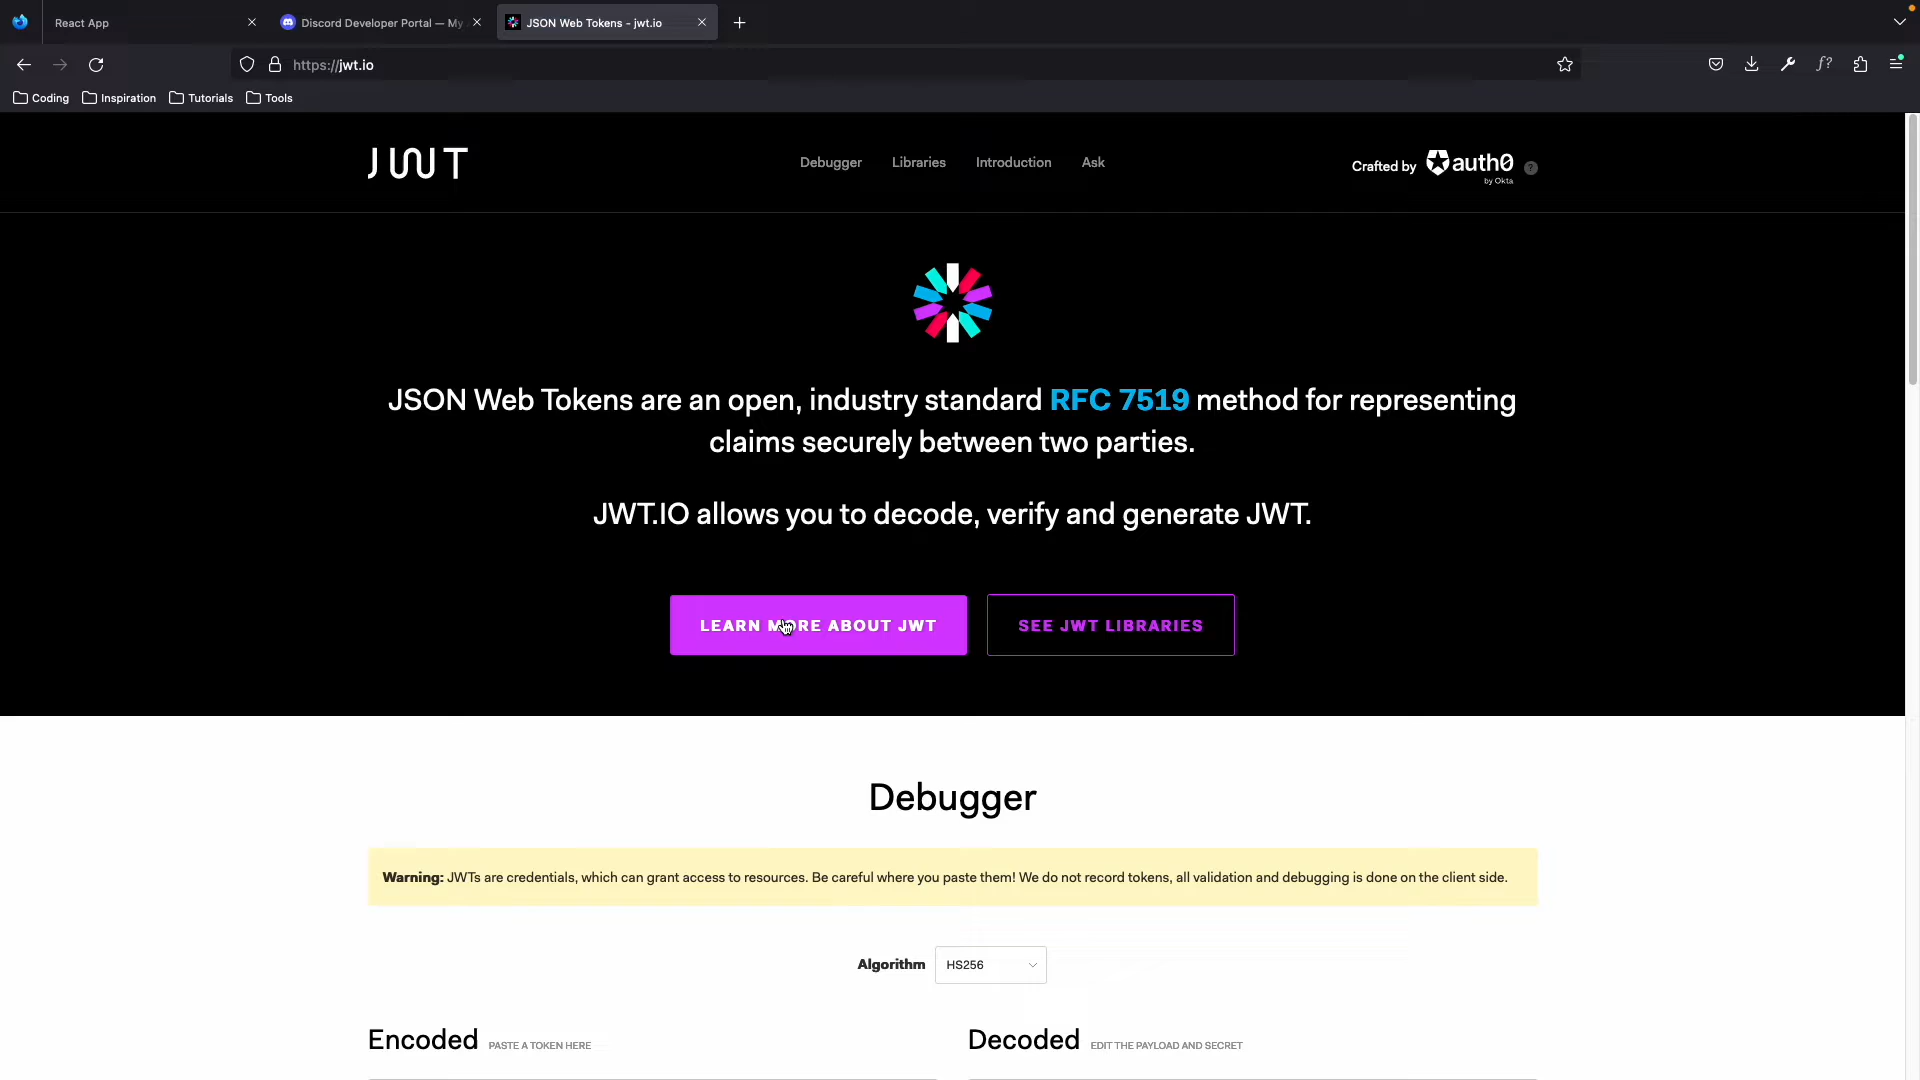 React App
Discord Developer Portal — My
JSON Web Tokens - jwt.io
https://jwt.io
f?
Coding
Inspiration
Tutorials
Tools
JWT
Debugger
Libraries
Introduction
Ask
Crafted by
auth0
by Okta
?
JSON Web Tokens are an open, industry standard RFC 7519 method for representing
claims securely between two parties.
JWT.IO allows you to decode, verify and generate JWT.
LEARN MORE ABOUT JWT
SEE JWT LIBRARIES
Debugger
Warning: JWTs are credentials, which can grant access to resources. Be careful where you paste them! We do not record tokens, all validation and debugging is done on the client side.
Algorithm
HS256
Encoded PASTE A TOKEN HERE
Decoded EDIT THE PAYLOAD AND SECRET